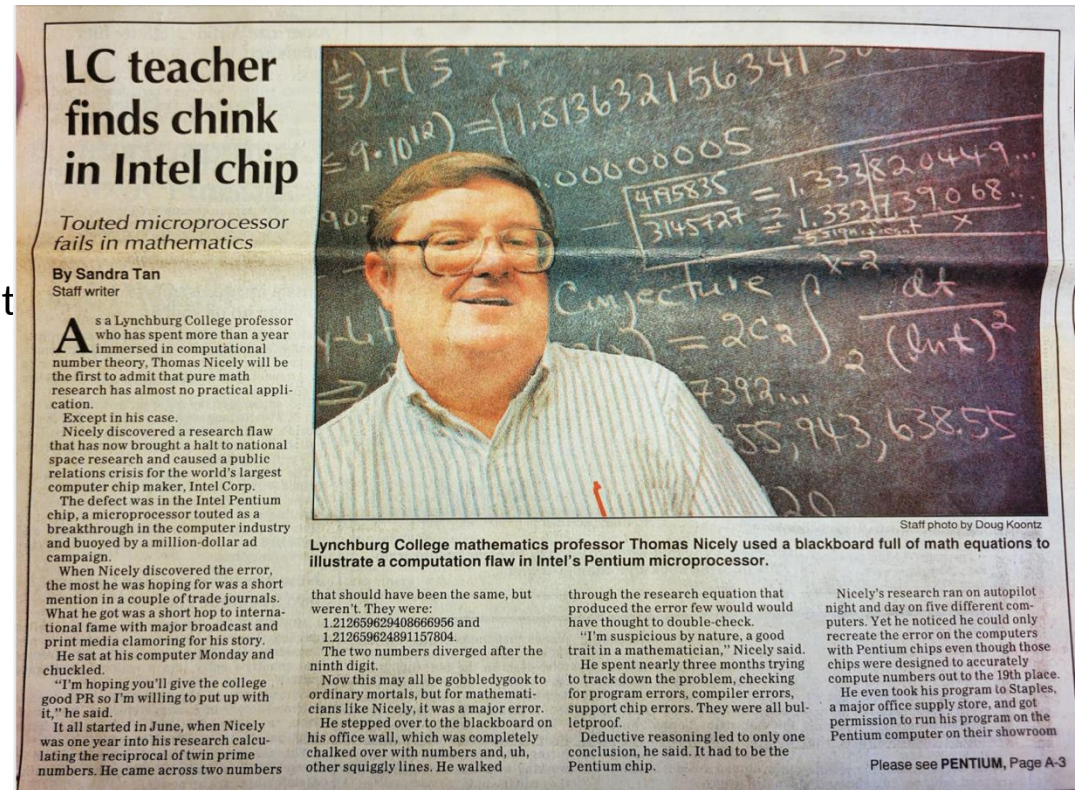 LC teacher
finds chink
in Intel chip
Touted microprocessor
fails in mathematics
By Sandra Tan
Staff writer
As a Lynchburg College professor
who has spent more than a year
immersed in computational
number theory, Thomas Nicely will be
the first to admit that pure math
research has almost no practical appli-
cation.
Except in his case.
Nicely discovered a research flaw
that has now brought a halt to national
space research and caused a public
relations crisis for the world's largest
computer chip maker, Intel Corp.
The defect was in the Intel Pentium
chip, a microprocessor touted as a
breakthrough in the computer industry
and buoyed by a million-dollar ad
campaign.
When Nicely discovered the error,
the most he was hoping for was a short
mention in a couple of trade journals.
What he got was a short hop to interna-
tional fame with major broadcast and
print media clamoring for his story.
He sat at his computer Monday and
chuckled.
"I'm hoping you'll give the college
good PR so I'm willing to put up with
it," he said.
It all started in June, when Nicely
was one year into his research calcu-
lating the reciprocal of twin prime
numbers. He came across two numbers
t
5)+(5 7.
≤ 9·10¹²) = (1.8136321563413
.00000005
4195835 = 1.333820449...
3145727 = 1.333739068..
x
x-2
Conjecture ∫ dt
= 2c₂ 2 (lnt)²
7392...
55,943,638.55
20
Staff photo by Doug Koontz
Lynchburg College mathematics professor Thomas Nicely used a blackboard full of math equations to
illustrate a computation flaw in Intel's Pentium microprocessor.
that should have been the same, but
weren't. They were:
1.212659629408666956 and
1.212659624891157804.
The two numbers diverged after the
ninth digit.
Now this may all be gobbledygook to
ordinary mortals, but for mathemati-
cians like Nicely, it was a major error.
He stepped over to the blackboard on
his office wall, which was completely
chalked over with numbers and, uh,
other squiggly lines. He walked
through the research equation that
produced the error few would would
have thought to double-check.
"I'm suspicious by nature, a good
trait in a mathematician," Nicely said.
He spent nearly three months trying
to track down the problem, checking
for program errors, compiler errors,
support chip errors. They were all bul-
letproof.
Deductive reasoning led to only one
conclusion, he said. It had to be the
Pentium chip.
Nicely's research ran on autopilot
night and day on five different com-
puters. Yet he noticed he could only
recreate the error on the computers
with Pentium chips even though those
chips were designed to accurately
compute numbers out to the 19th place.
He even took his program to Staples,
a major office supply store, and got
permission to run his program on the
Pentium computer on their showroom
Please see PENTIUM, Page A-3